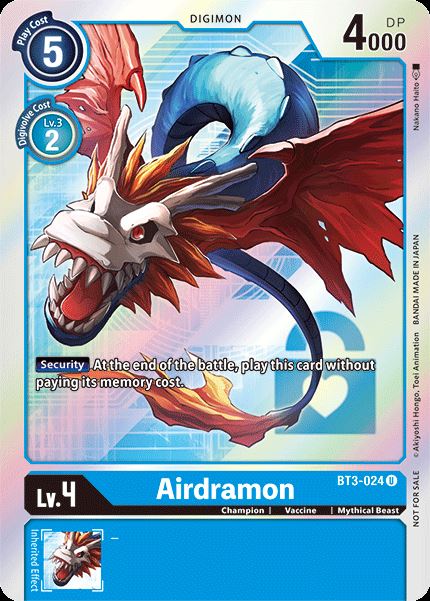 Play Cost
5
DIGIMON
DP
4000
Digivolve Cost
Lv.3
2
Nakano Haito
Security At the end of the battle, play this card without
paying its memory cost.
© Akiyoshi Hongo, Toei Animation BANDAI MADE IN JAPAN
NOT FOR SALE
Lv.4
Airdramon
BT3-024 U
Champion | Vaccine | Mythical Beast
Inherited Effect
–